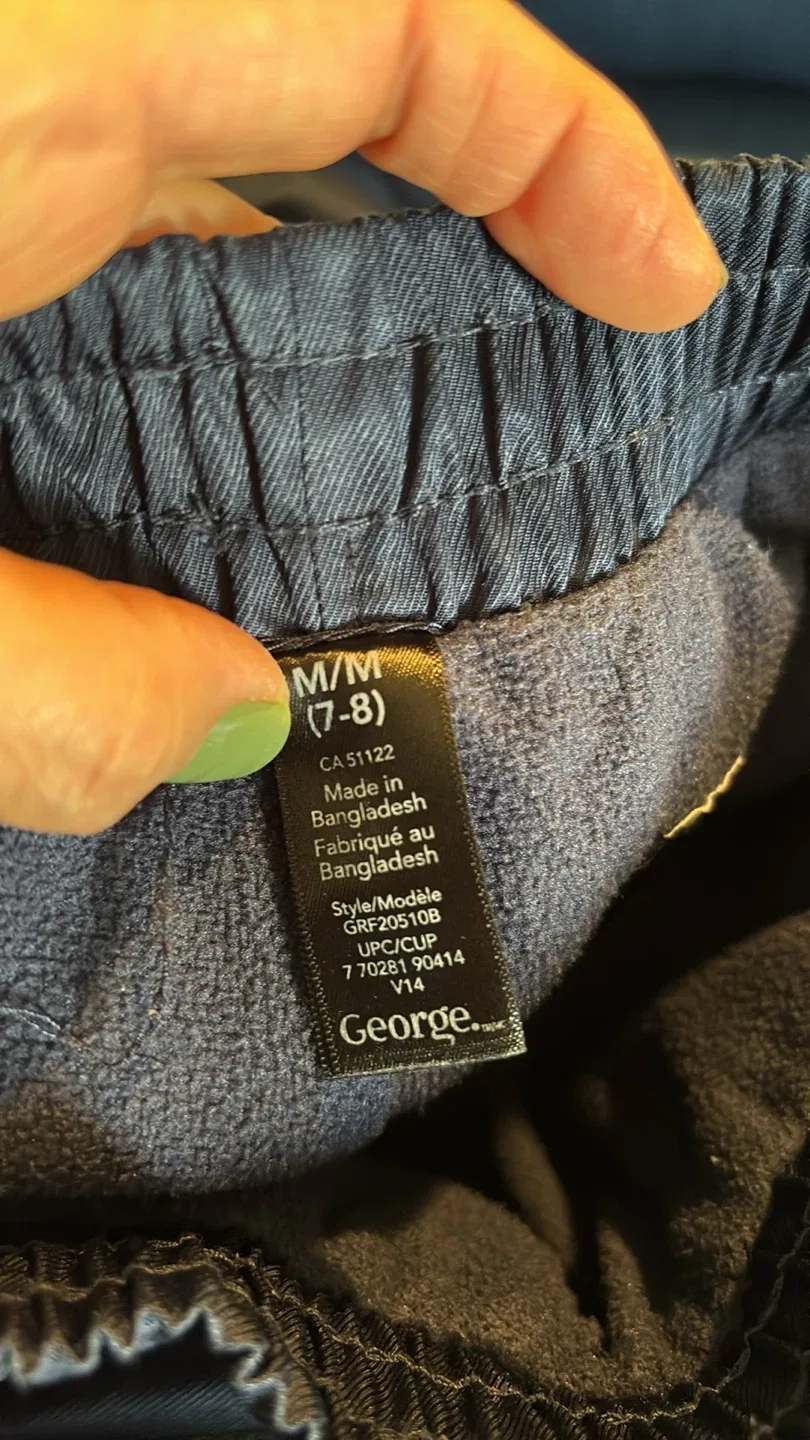 M/M
(7-8)
CA 51122
Made in
Bangladesh
Fabriqué au
Bangladesh
Style/Modèle
GRF20510B
UPC/CUP
7 70281 90414
V14
George.